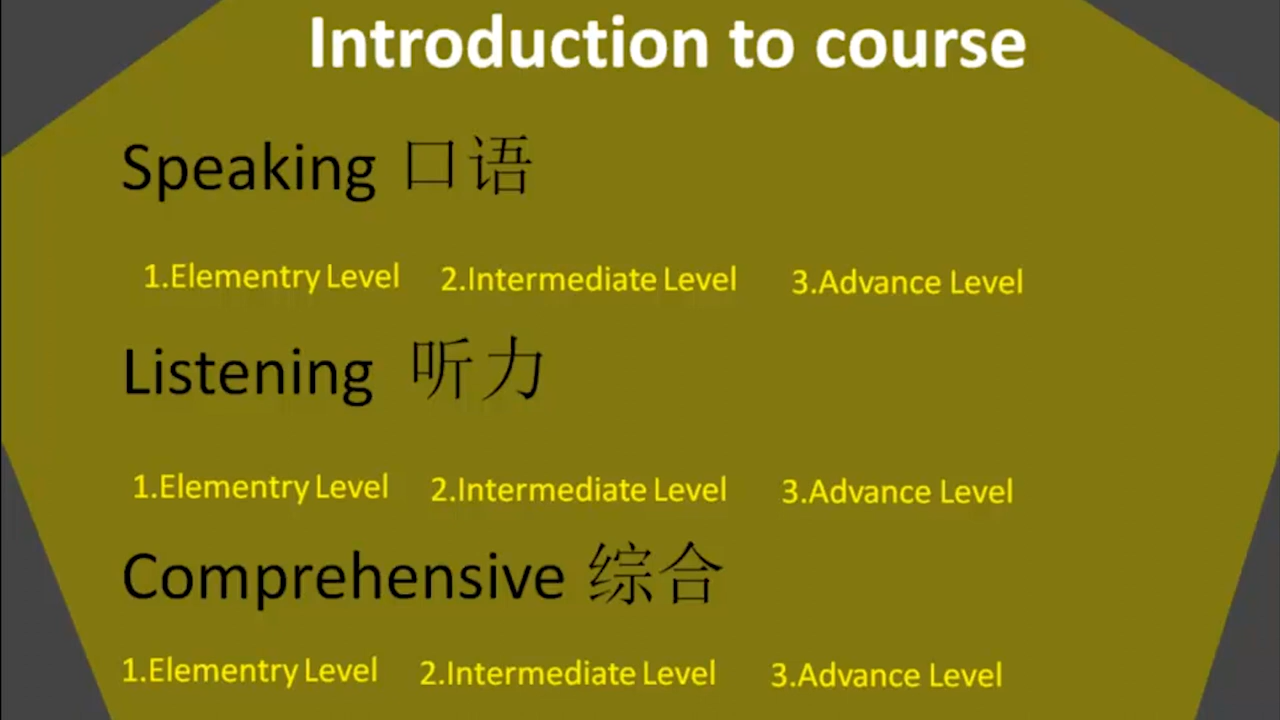 Introduction to course
Speaking 口语
1.Elementry Level 2.Intermediate Level 3.Advance Level
Listening 听力
1.Elementry Level 2.Intermediate Level 3.Advance Level
Comprehensive 综合
1.Elementry Level 2.Intermediate Level 3.Advance Level